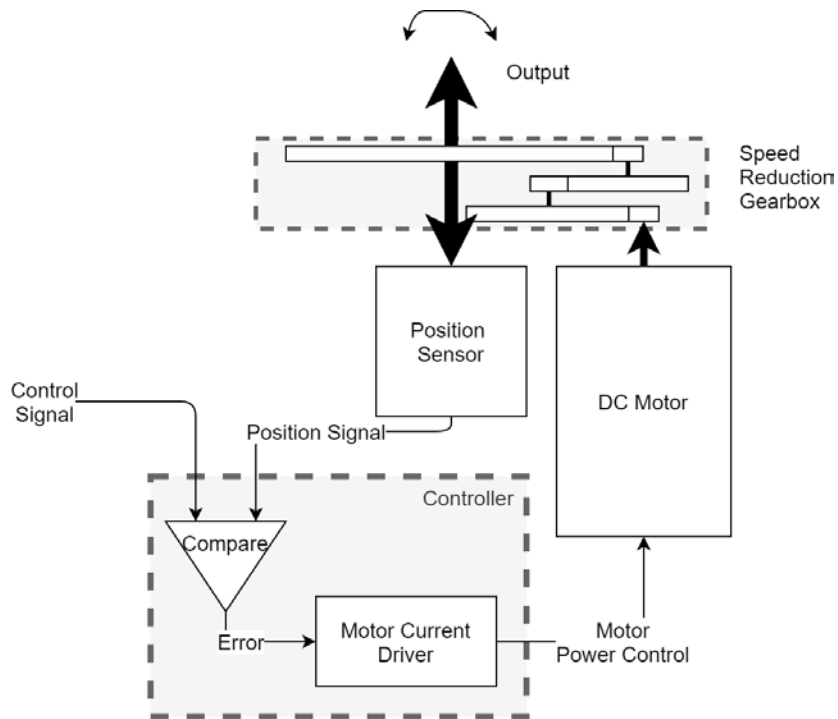 Output
Speed
Reduction
Gearbox
Position
Sensor
DC Motor
Control
Signal
Position Signal
Controller
Compare
Error
Motor Current
Driver
Motor
Power Control